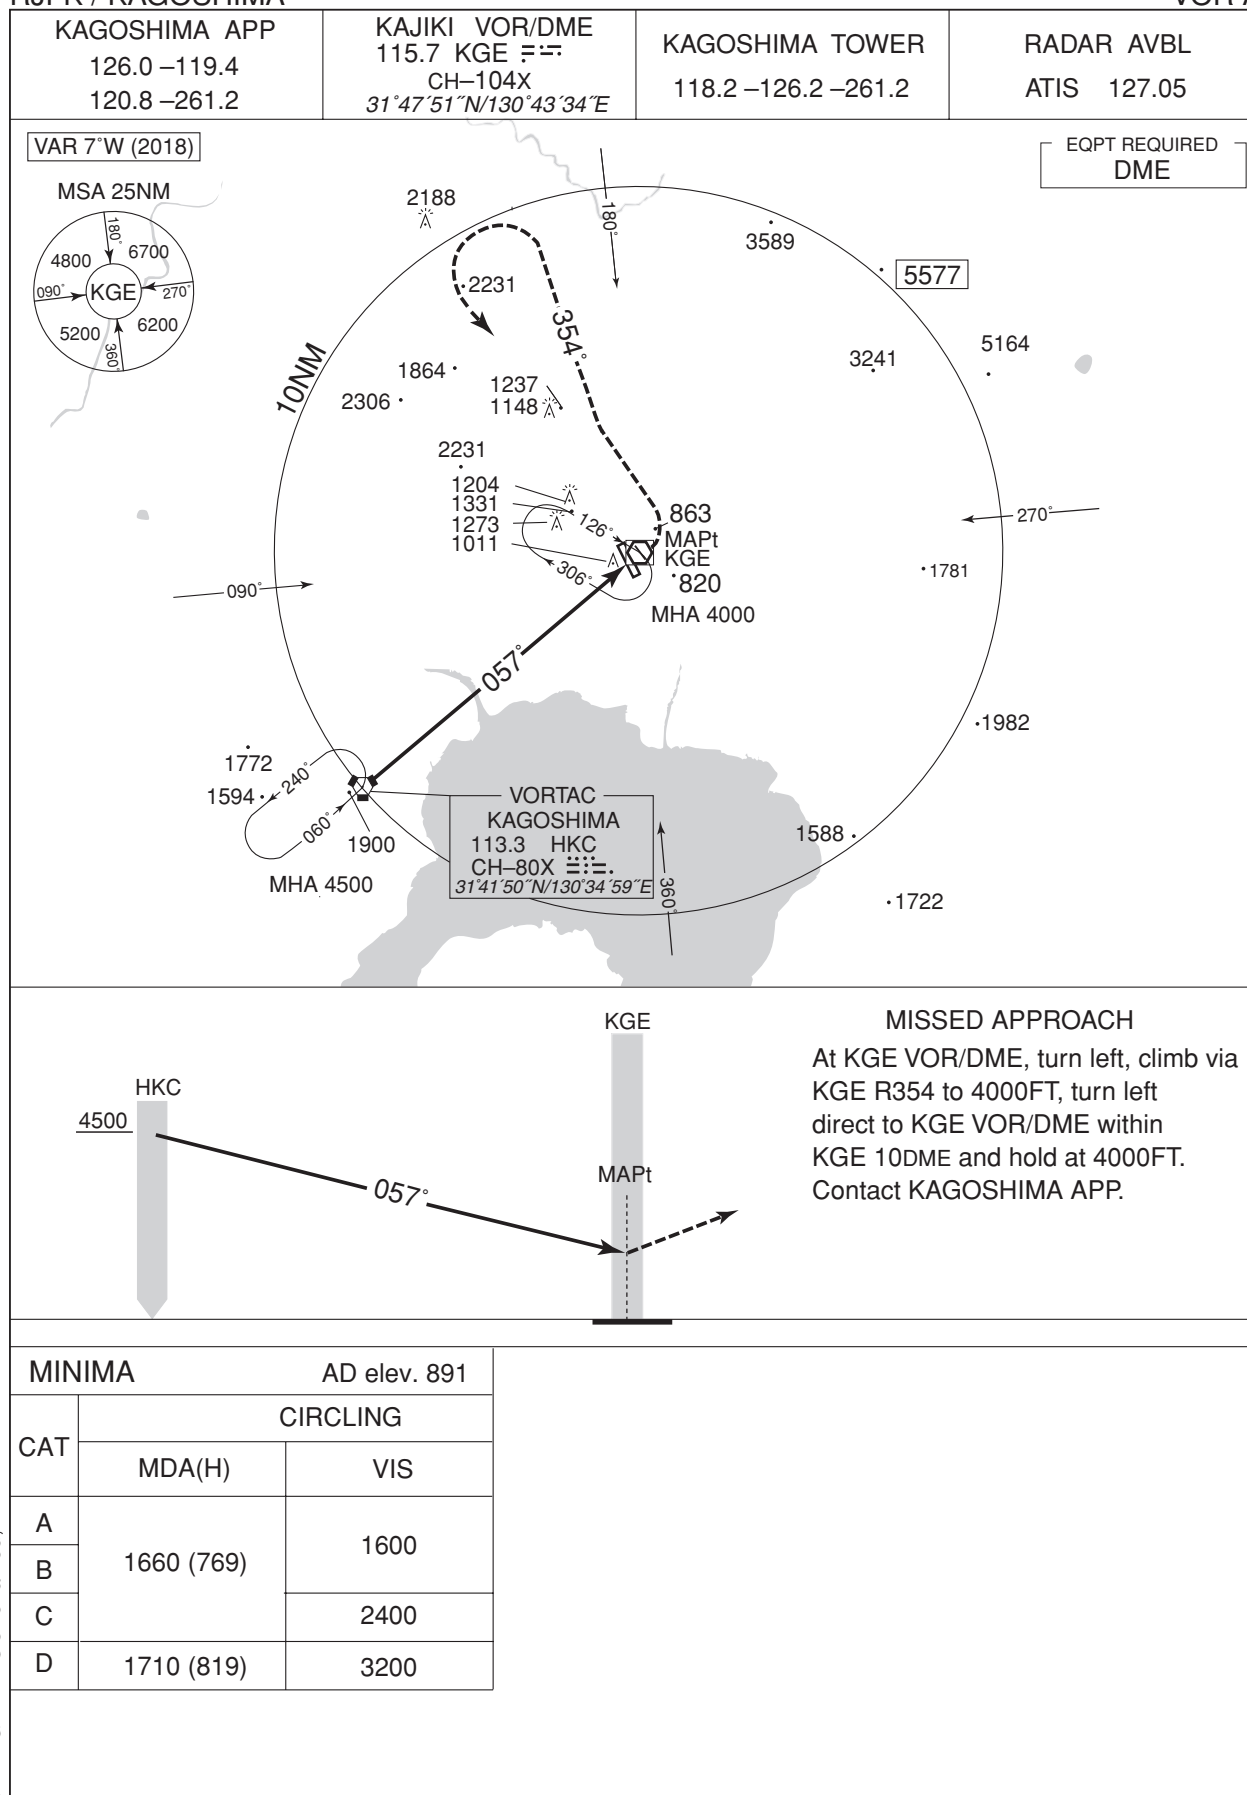 KAGOSHIMA APP
126.0 –119.4
120.8 –261.2
KAJIKI VOR/DME
115.7 KGE
CH–104X
31°47´51˝N/130°43´34˝E
KAGOSHIMA TOWER
118.2 –126.2 –261.2
RADAR AVBL
ATIS 127.05
VAR 7°W (2018)
EQPT REQUIRED
DME
MSA 25NM
180°
4800
6700
090°
KGE
270°
5200
6200
360°
2188
180°
3589
5577
2231
354°
3241
5164
10NM
1864
2306
1237
1148
2231
1204
1331
1273
1011
126°
306°
863
MAPt
KGE
820
MHA 4000
270°
1781
090°
057°
1982
1772
1594
240°
060°
1900
MHA 4500
VORTAC
KAGOSHIMA
113.3 HKC
CH–80X
31°41´50˝N/130°34´59˝E
360°
1588
1722
KGE
HKC
4500
057°
MAPt
MISSED APPROACH
At KGE VOR/DME, turn left, climb via
KGE R354 to 4000FT, turn left
direct to KGE VOR/DME within
KGE 10DME and hold at 4000FT.
Contact KAGOSHIMA APP.
MINIMA AD elev. 891
CAT
CIRCLING
MDA(H) VIS
A
B
C
D
1660 (769)
1600
2400
1710 (819)
3200